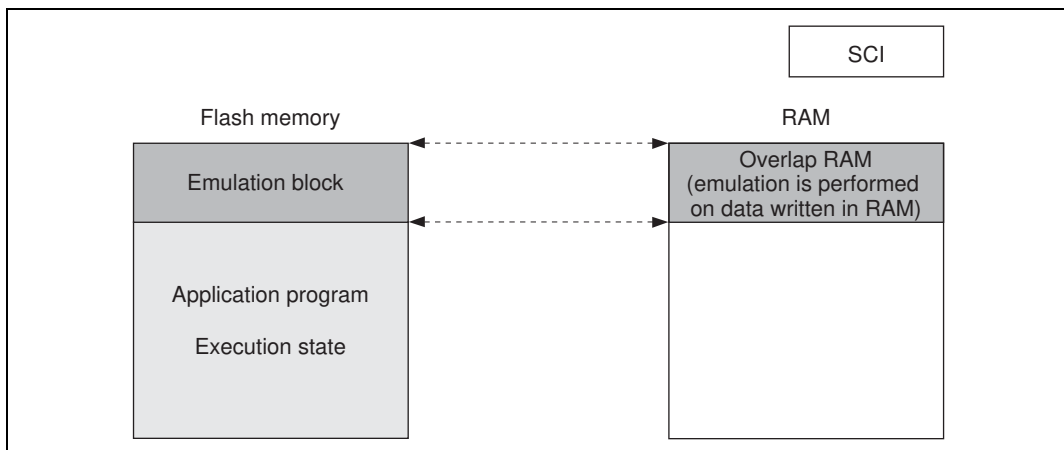 SCI
Flash memory
RAM
Emulation block
Overlap RAM
(emulation is performed
on data written in RAM)
Application program
Execution state